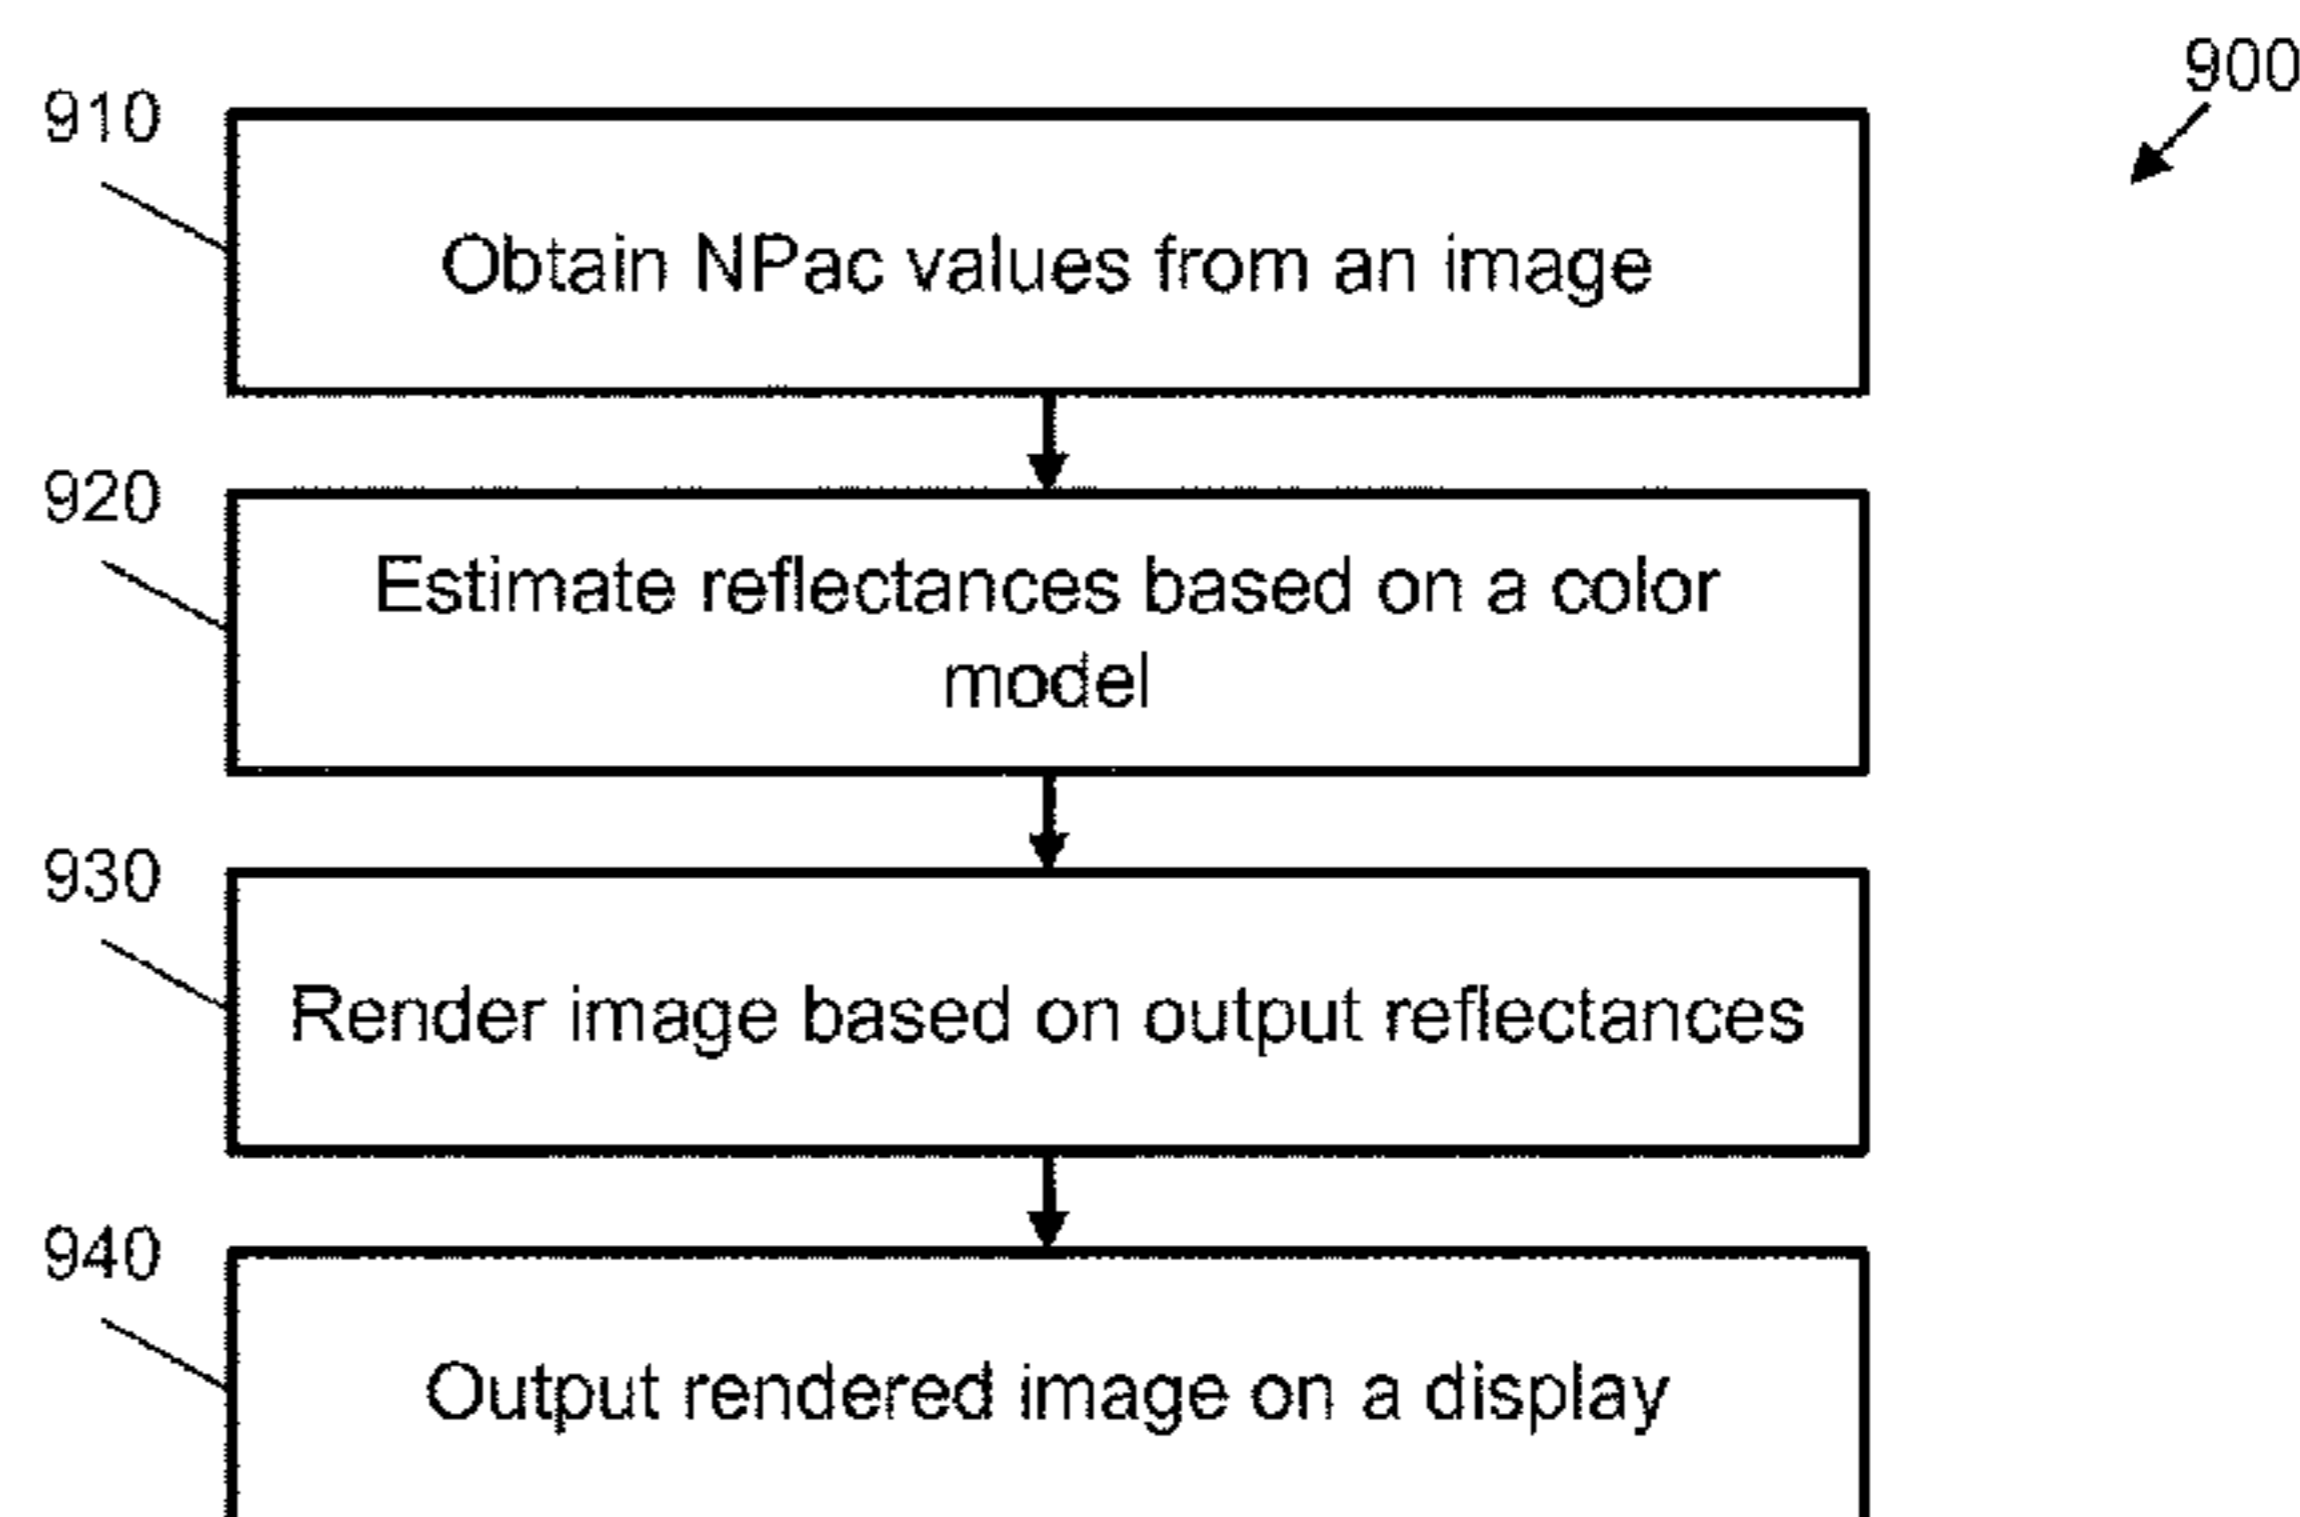 900
910
Obtain NPac values from an image
920
Estimate reflectances based on a color
model
930
Render image based on output reflectances
940
Output rendered image on a display